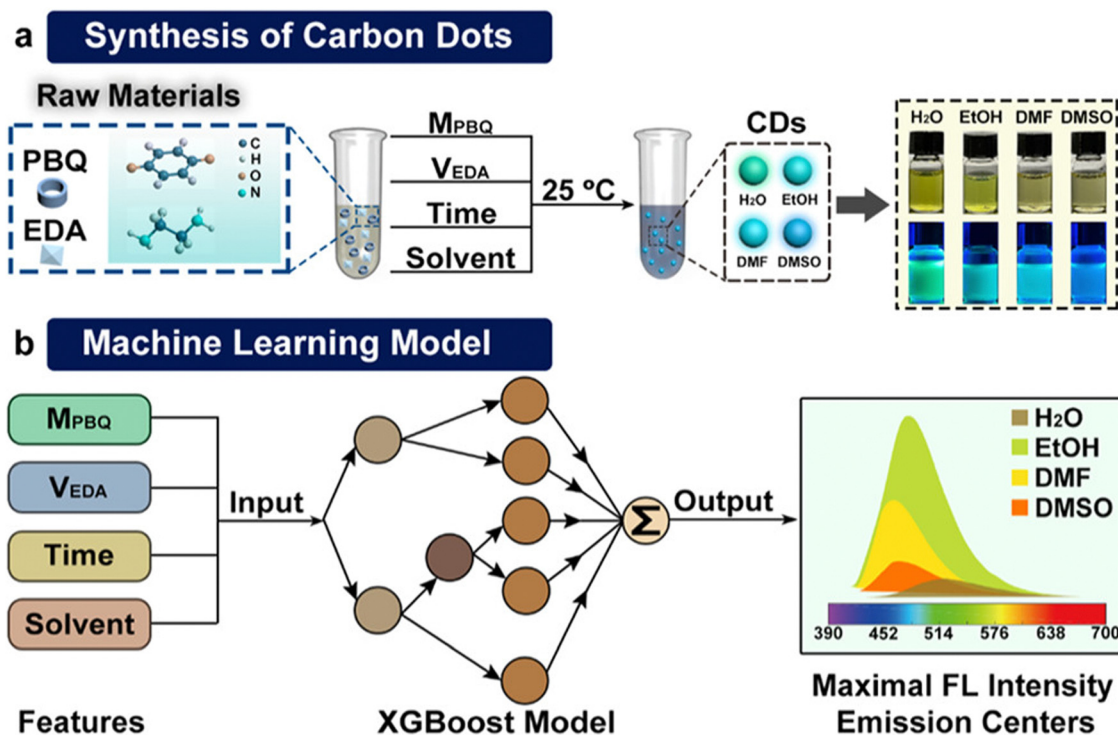 a Synthesis of Carbon Dots
Raw Materials
PBQ
EDA
C
H
O
N
MPBQ
VEDA
Time
Solvent
25 ºC
CDs
H2O EtOH
DMF DMSO
H2O EtOH DMF DMSO
b Machine Learning Model
MPBQ
VEDA
Time
Solvent
Features
Input
XGBoost Model
Σ
Output
H2O
EtOH
DMF
DMSO
390 452 514 576 638 700
Maximal FL Intensity
Emission Centers